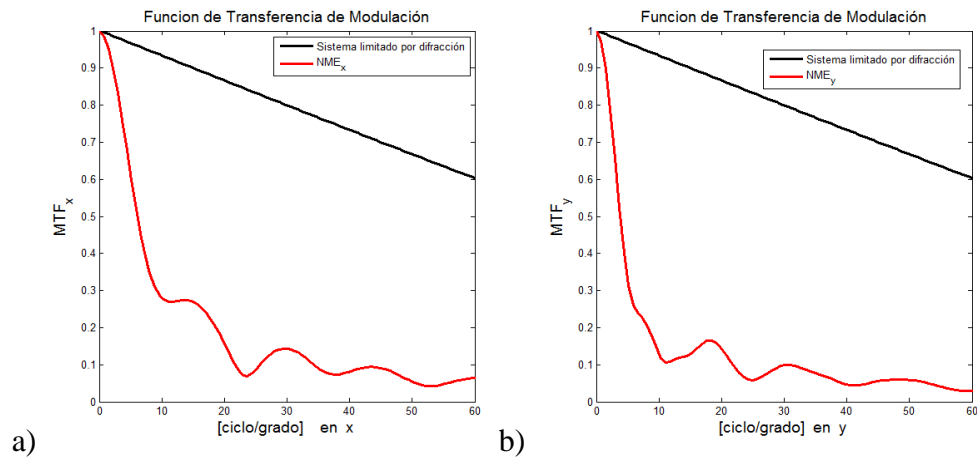 Funcion de Transferencia de Modulación
Sistema limitado por difracción
NMEx
MTFx
1
0.9
0.8
0.7
0.6
0.5
0.4
0.3
0.2
0.1
0
0 10 20 30 40 50 60
[ciclo/grado] en x
a)
Funcion de Transferencia de Modulación
Sistema limitado por difracción
NMEy
MTFy
1
0.9
0.8
0.7
0.6
0.5
0.4
0.3
0.2
0.1
0
0 10 20 30 40 50 60
[ciclo/grado] en y
b)